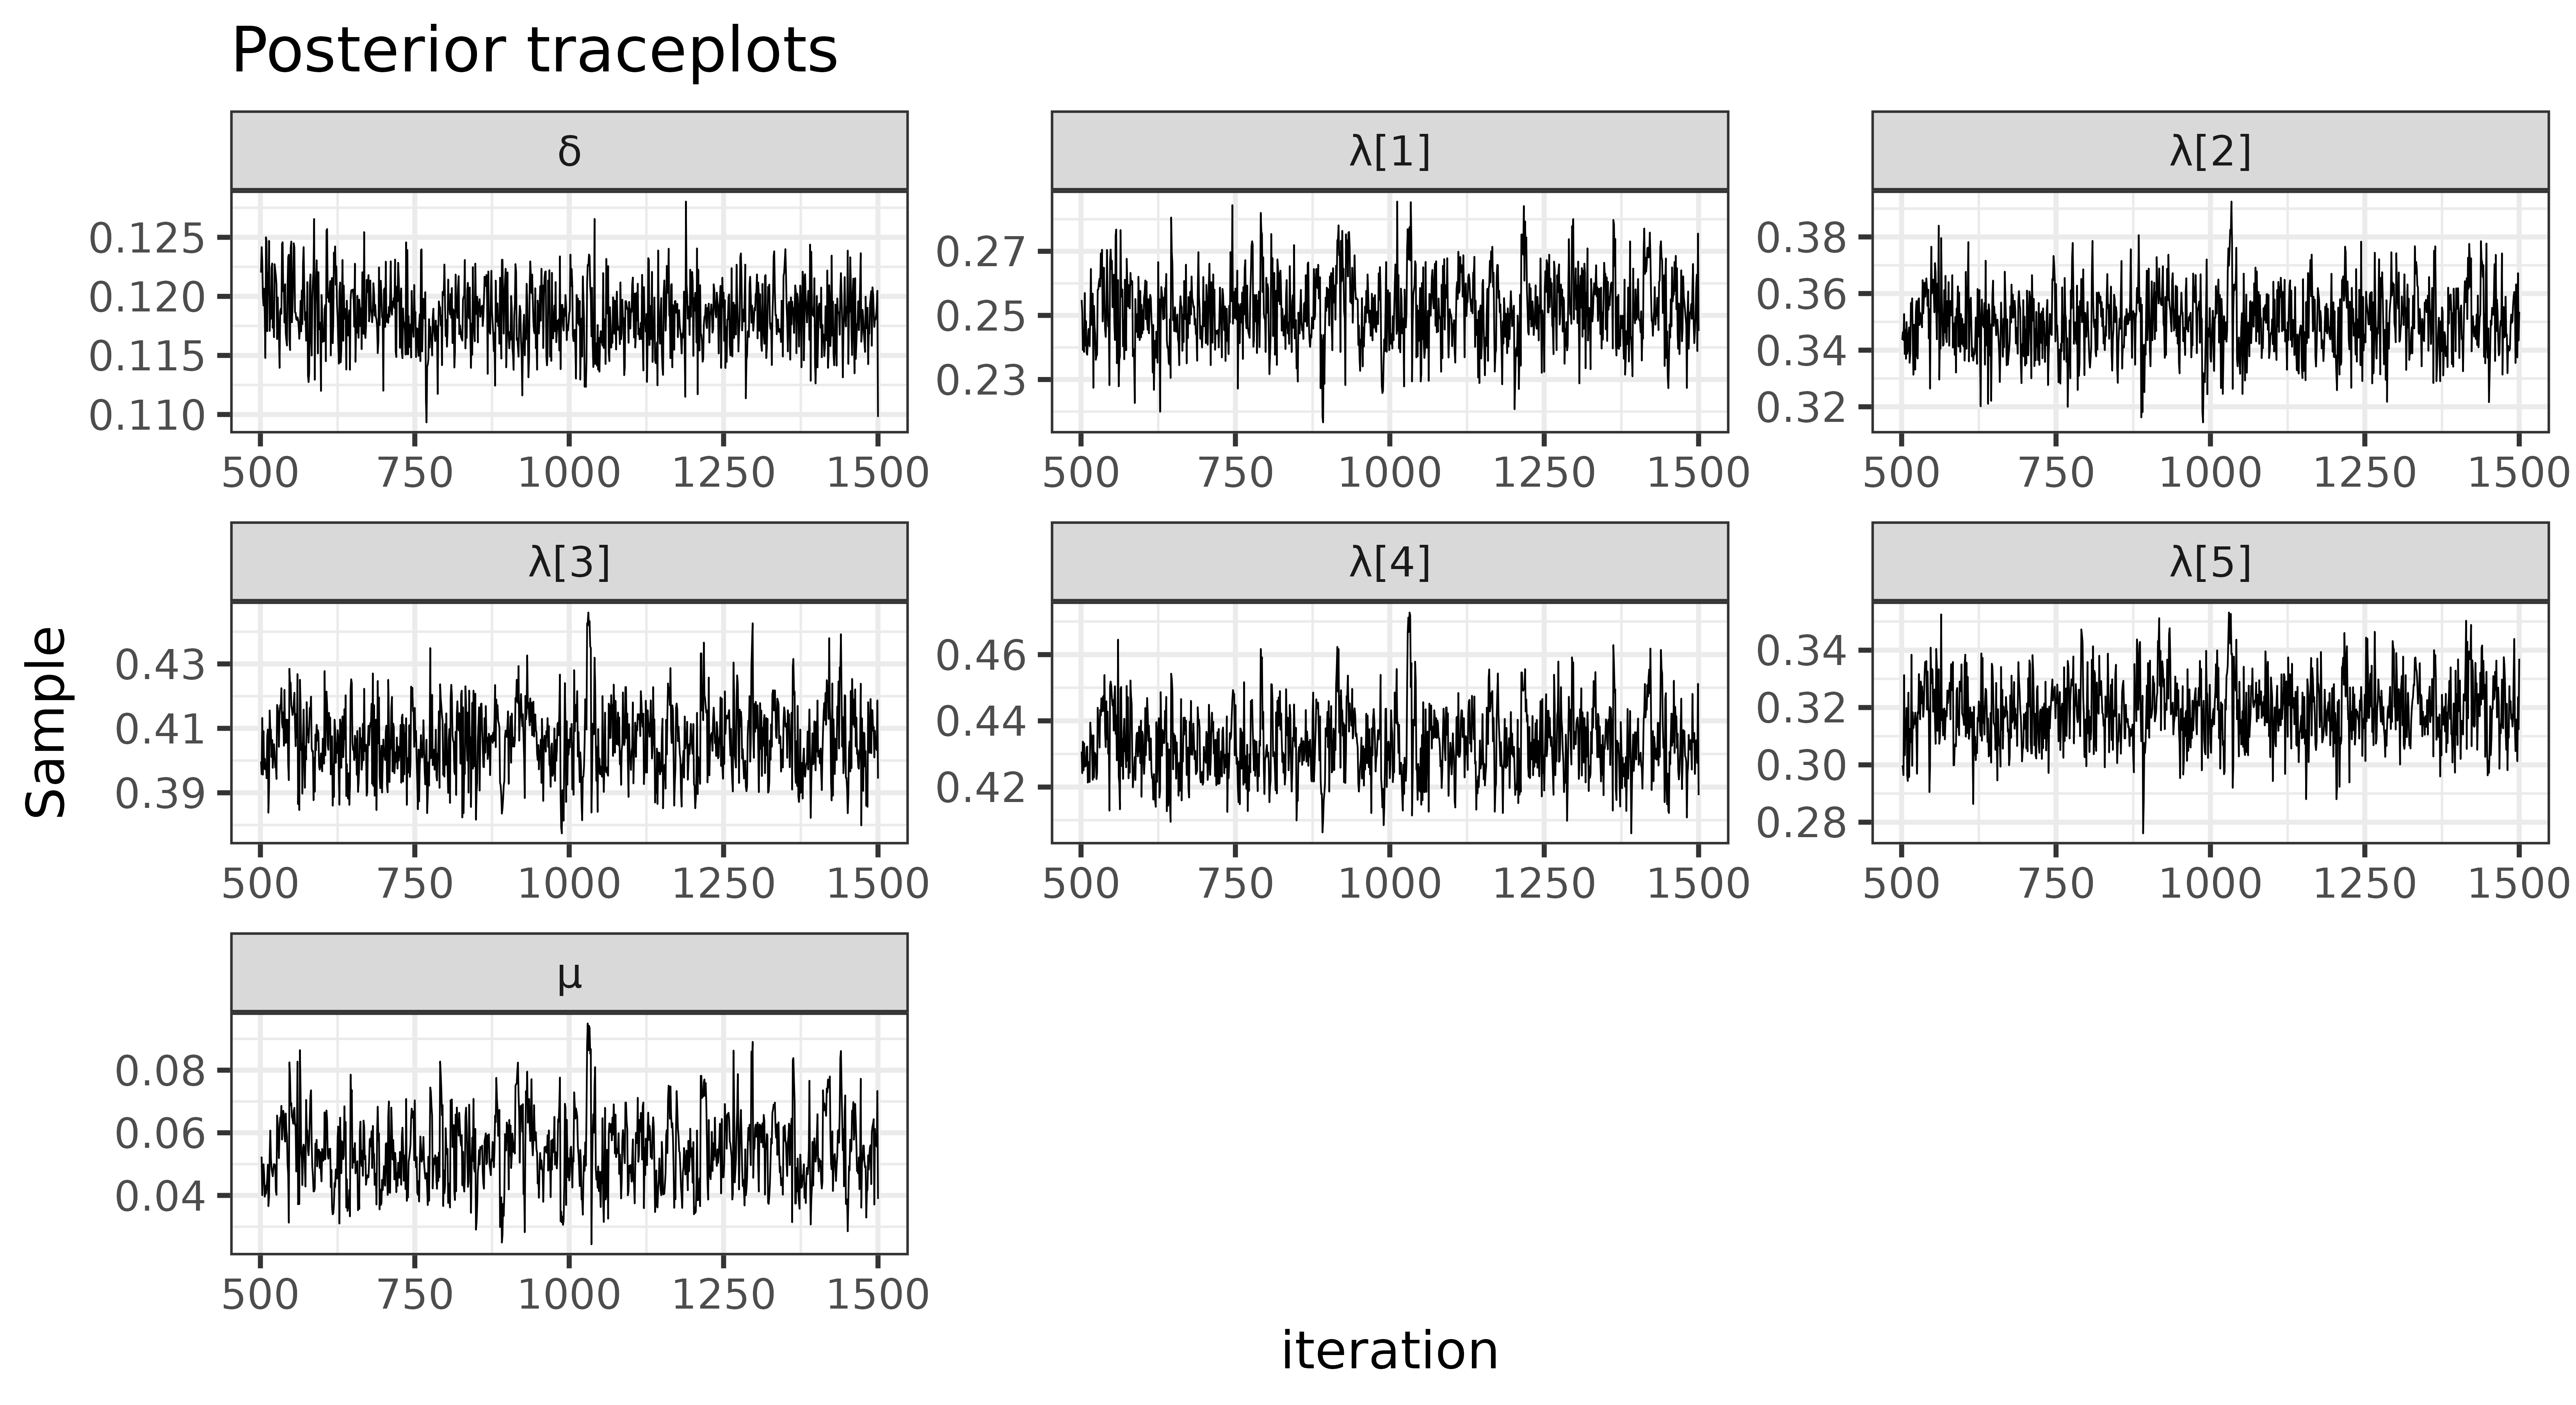 Posterior traceplots
δ
λ[1]
λ[2]
0.125
0.120
0.115
0.110
0.27
0.25
0.23
0.38
0.36
0.34
0.32
500 750 1000 1250 1500
500 750 1000 1250 1500
500 750 1000 1250 1500
λ[3]
λ[4]
λ[5]
Sample
0.43
0.41
0.39
0.46
0.44
0.42
0.34
0.32
0.30
0.28
500 750 1000 1250 1500
500 750 1000 1250 1500
500 750 1000 1250 1500
μ
0.08
0.06
0.04
500 750 1000 1250 1500
iteration